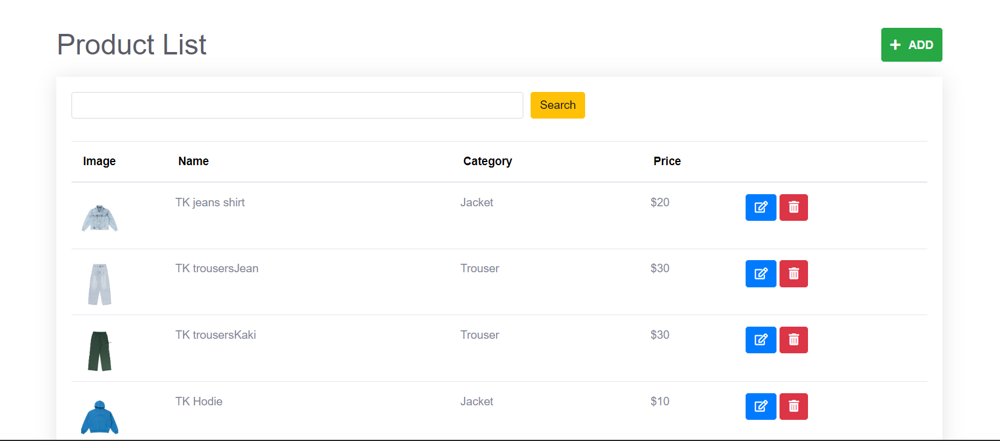 Product List
ADD
Search
Image Name Category Price
TK jeans shirt Jacket $20
TK trousersJean Trouser $30
TK trousersKaki Trouser $30
TK Hodie Jacket $10